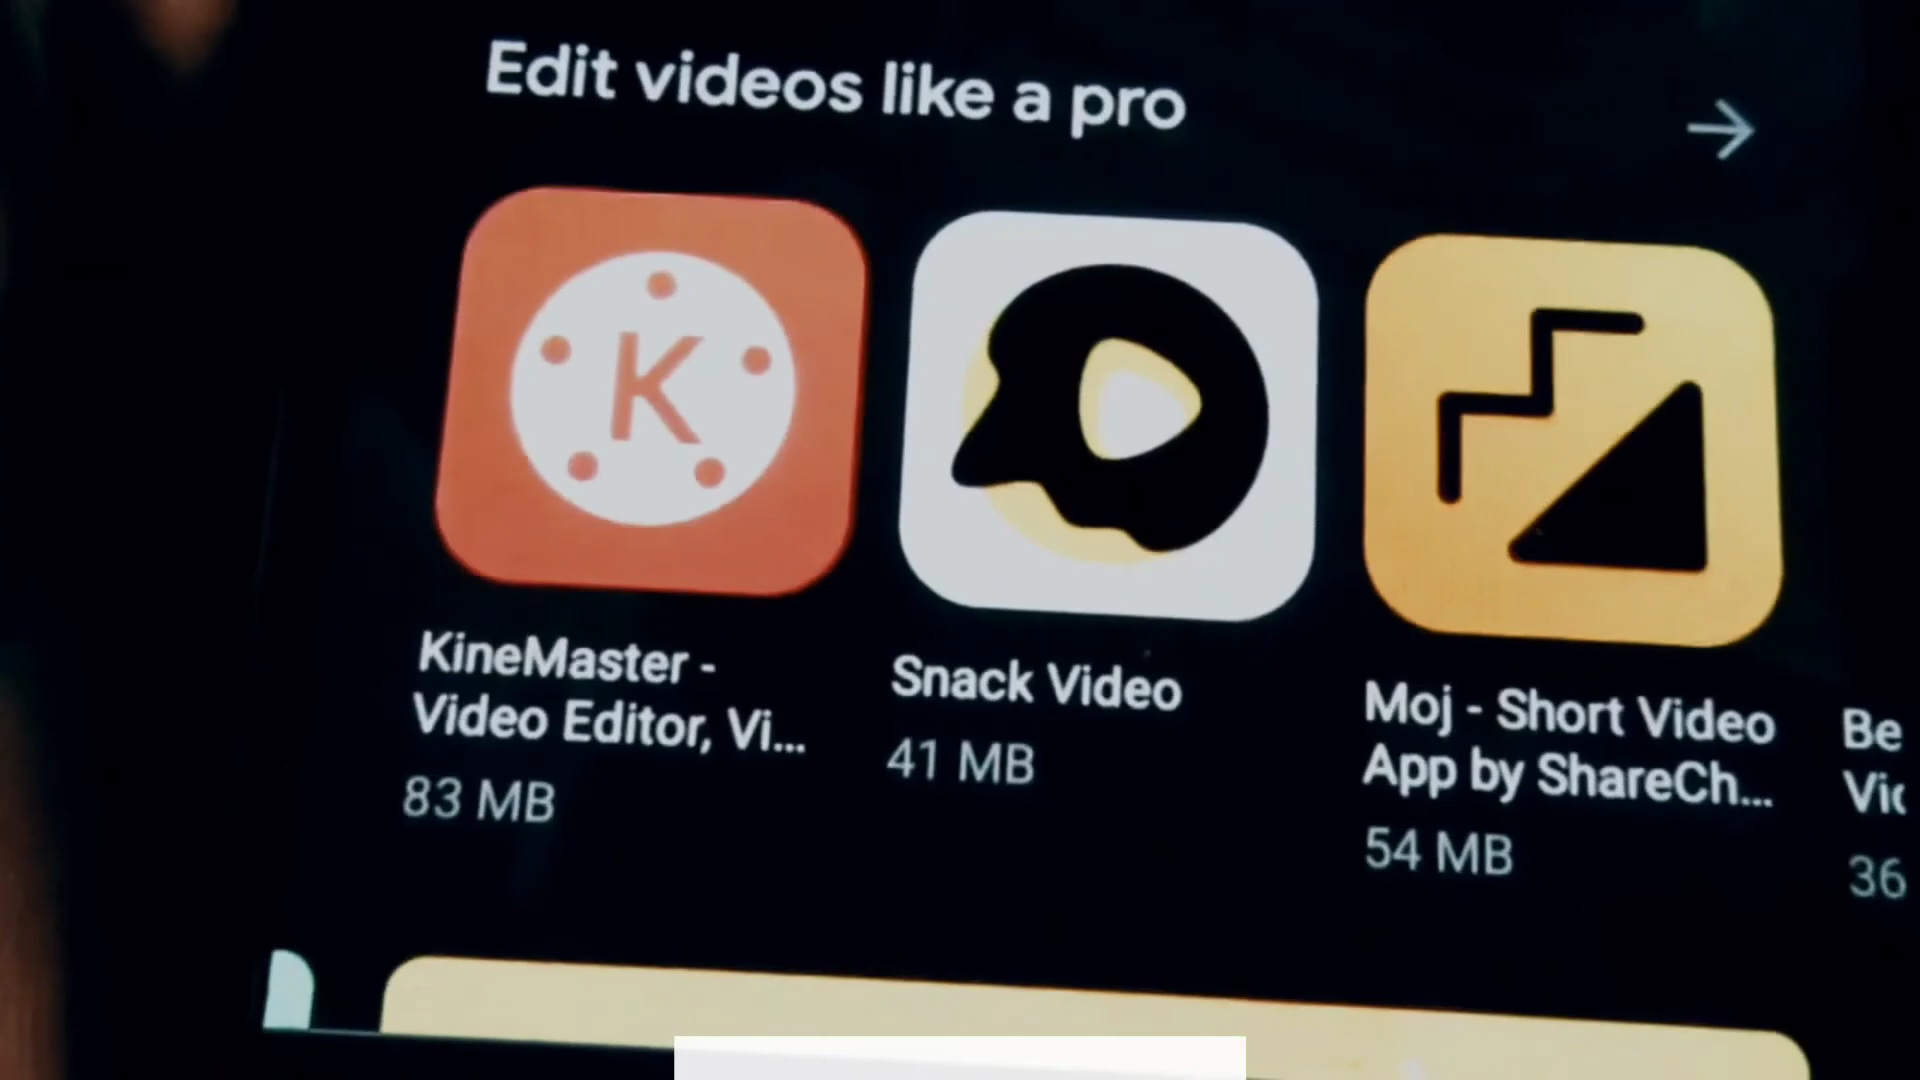 Edit videos like a pro
K
KineMaster -
Video Editor, Vi...
83 MB
Snack Video
41 MB
Moj - Short Video
App by ShareCh...
54 MB
Be
Vi
36